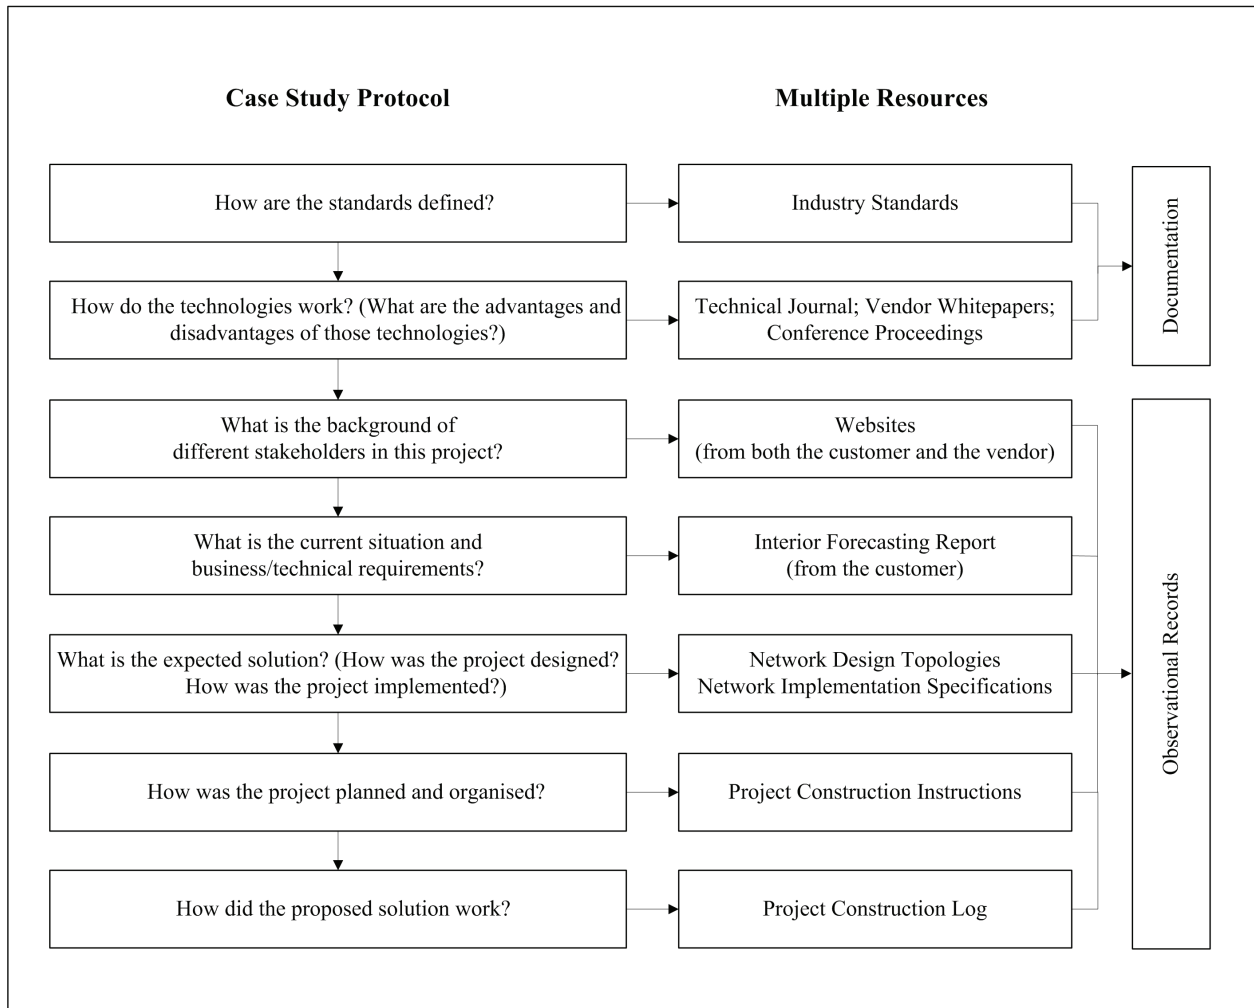 Case Study Protocol
Multiple Resources
How are the standards defined?
Industry Standards
How do the technologies work? (What are the advantages and
disadvantages of those technologies?)
Technical Journal; Vendor Whitepapers;
Conference Proceedings
Documentation
What is the background of
different stakeholders in this project?
Websites
(from both the customer and the vendor)
What is the current situation and
business/technical requirements?
Interior Forecasting Report
(from the customer)
What is the expected solution? (How was the project designed?
How was the project implemented?)
Network Design Topologies
Network Implementation Specifications
How was the project planned and organised?
Project Construction Instructions
How did the proposed solution work?
Project Construction Log
Observational Records